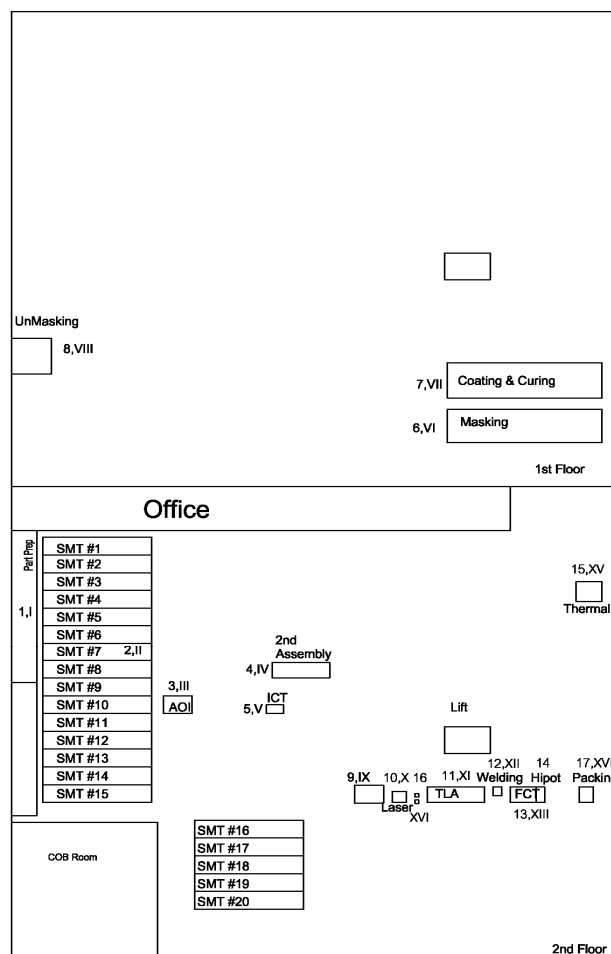 UnMasking
8,VIII
7,VII
Coating & Curing
6,VI
Masking
1st Floor
Office
Part Prep
1,I
SMT #1
SMT #2
SMT #3
SMT #4
SMT #5
SMT #6
SMT #7
2,II
SMT #8
SMT #9
SMT #10
SMT #11
SMT #12
SMT #13
SMT #14
SMT #15
3,III
AOI
2nd
Assembly
4,IV
ICT
5,V
15,XV
Thermal
Lift
9,IX
10,X
Laser
16
XVI
11,XI
TLA
12,XII
Welding
14
Hipot
FCT
13,XIII
17,XVI
Packin
SMT #16
SMT #17
SMT #18
SMT #19
SMT #20
COB Room
2nd Floor